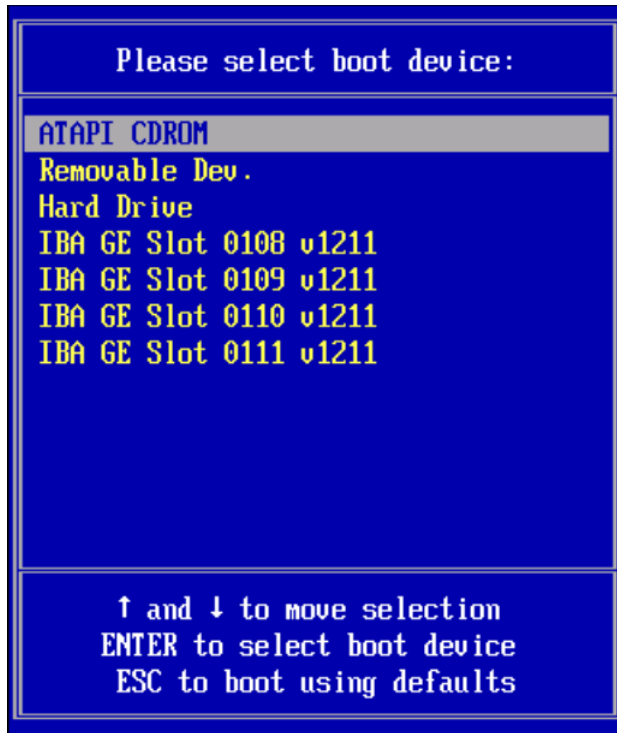 Please select boot device:
ATAPI CDROM
Removable Dev.
Hard Drive
IBA GE Slot 0108 v1211
IBA GE Slot 0109 v1211
IBA GE Slot 0110 v1211
IBA GE Slot 0111 v1211
↑ and ↓ to move selection
ENTER to select boot device
ESC to boot using defaults